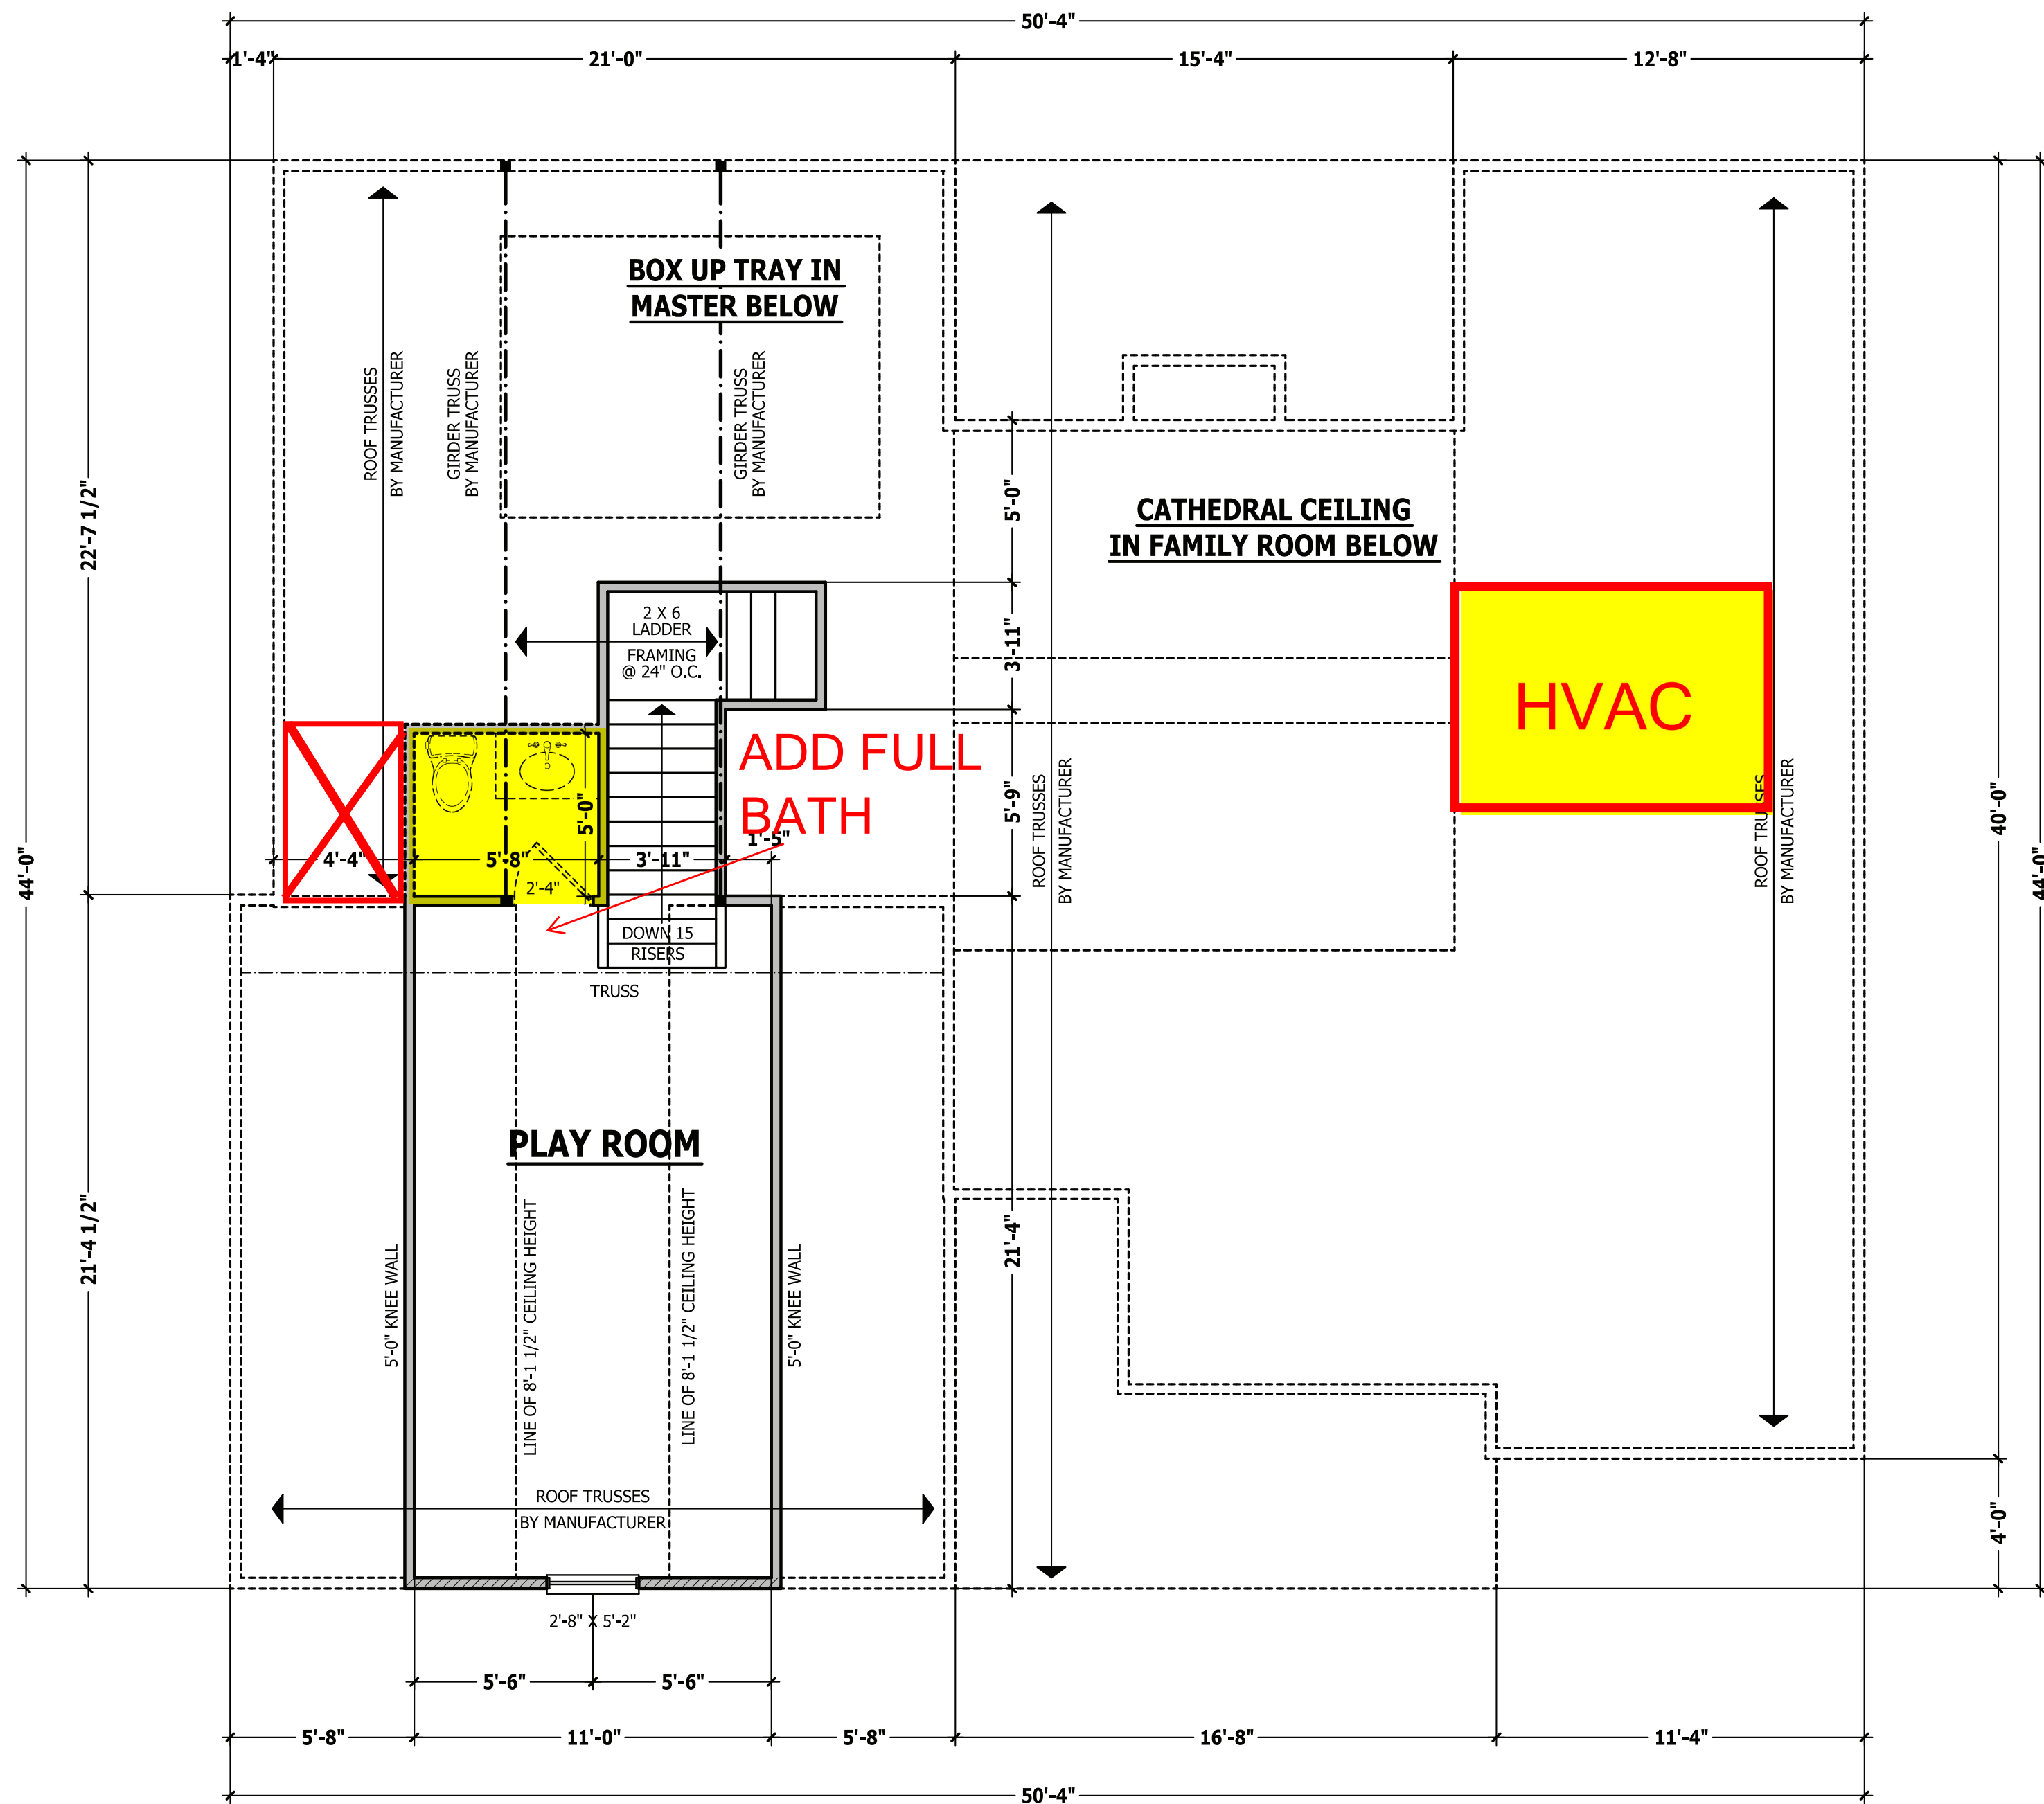 50'-4"
1'-4"
21'-0"
15'-4"
12'-8"
BOX UP TRAY IN
MASTER BELOW
ROOF TRUSSES
BY MANUFACTURER
GIRDER TRUSS
BY MANUFACTURER
GIRDER TRUSS
BY MANUFACTURER
22'-7 1/2"
5'-0"
CATHEDRAL CEILING
IN FAMILY ROOM BELOW
2 X 6
LADDER
FRAMING
@ 24" O.C.
3'-11"
HVAC
ADD FULL
BATH
5'-0"
5'-9"
ROOF TRUSSES
BY MANUFACTURER
ROOF TRUSSES
BY MANUFACTURER
40'-0"
44'-0"
44'-0"
4'-4"
5'-8"
3'-11"
1'-5"
2'-4"
DOWN 15
RISERS
TRUSS
PLAY ROOM
21'-4 1/2"
5'-0" KNEE WALL
LINE OF 8'-1 1/2" CEILING HEIGHT
LINE OF 8'-1 1/2" CEILING HEIGHT
5'-0" KNEE WALL
21'-4"
ROOF TRUSSES
BY MANUFACTURER
4'-0"
2'-8" X 5'-2"
5'-6"
5'-6"
5'-8"
11'-0"
5'-8"
16'-8"
11'-4"
50'-4"